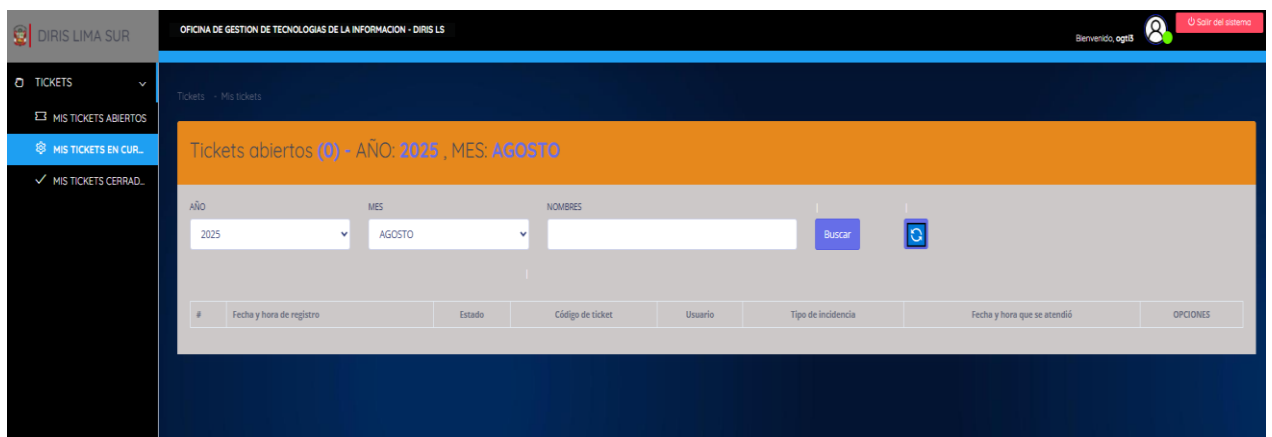 DIRIS LIMA SUR
OFICINA DE GESTION DE TECNOLOGIAS DE LA INFORMACION - DIRIS LS
Bienvenido, ogti3
Salir del sistema
TICKETS
MIS TICKETS ABIERTOS
MIS TICKETS EN CUR...
MIS TICKETS CERRAD...
Tickets - Mis tickets
Tickets abiertos (0) - AÑO: 2025 , MES: AGOSTO
AÑO MES NOMBRES
2025 AGOSTO Buscar
# Fecha y hora de registro Estado Código de ticket Usuario Tipo de incidencia Fecha y hora que se atendió OPCIONES